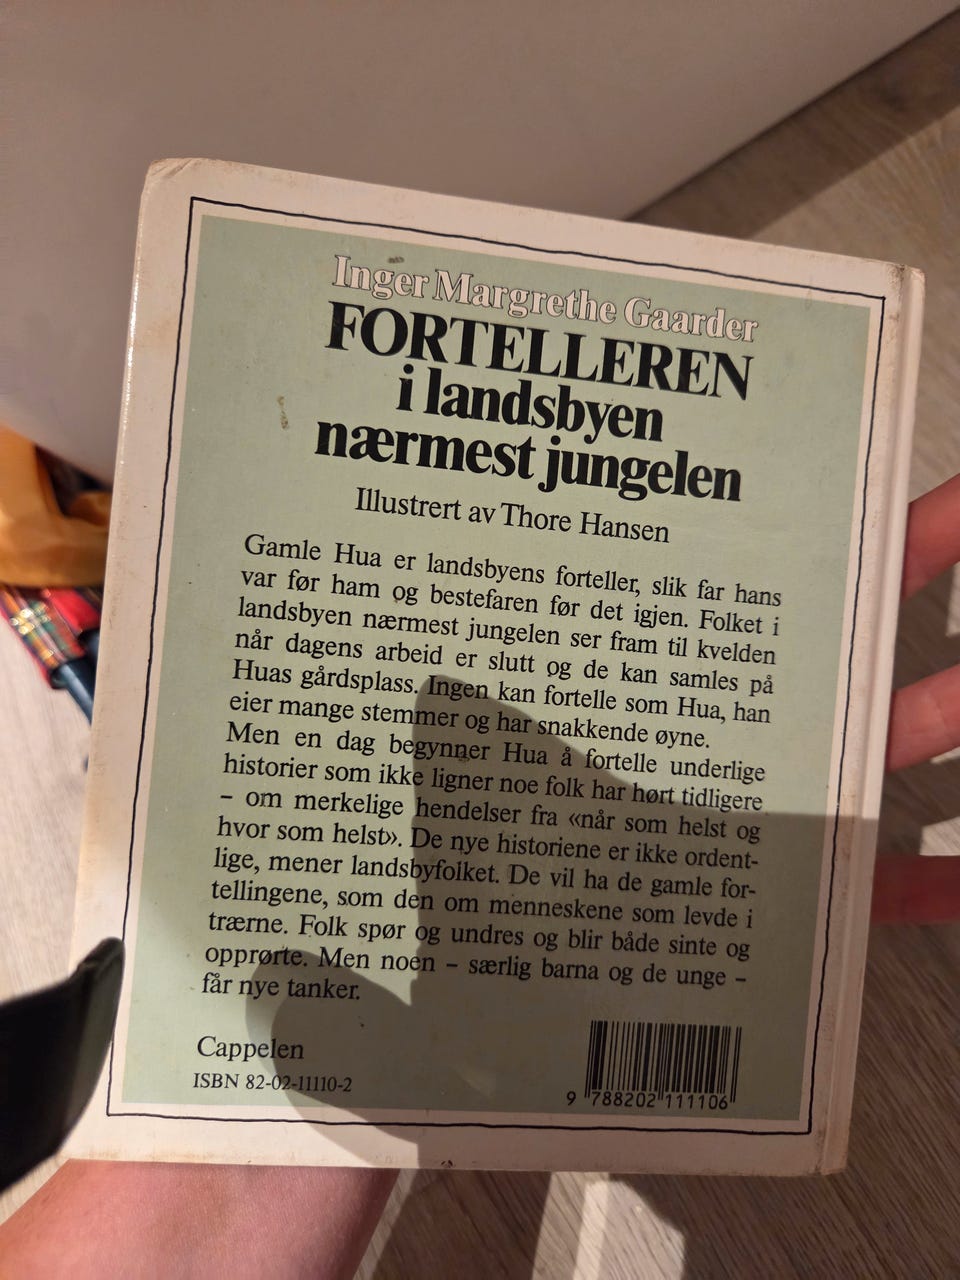 Inger Margrethe Gaarder
FORTELLEREN
i landsbyen
nærmest jungelen
Illustrert av Thore Hansen
Gamle Hua er landsbyens forteller, slik far hans
var før ham og bestefaren før det igjen. Folket i
landsbyen nærmest jungelen ser fram til kvelden
når dagens arbeid er slutt og de kan samles på
Huas gårdsplass. Ingen kan fortelle som Hua, han
eier mange stemmer og har snakkende øyne.
Men en dag begynner Hua å fortelle underlige
historier som ikke ligner noe folk har hørt tidligere
– om merkelige hendelser fra «når som helst og
hvor som helst». De nye historiene er ikke ordent-
lige, mener landsbyfolket. De vil ha de gamle for-
tellingene, som den om menneskene som levde i
trærne. Folk spør og undres og blir både sinte og
opprørte. Men noen – særlig barna og de unge –
får nye tanker.
Cappelen
ISBN 82-02-11110-2
9 788202 111106